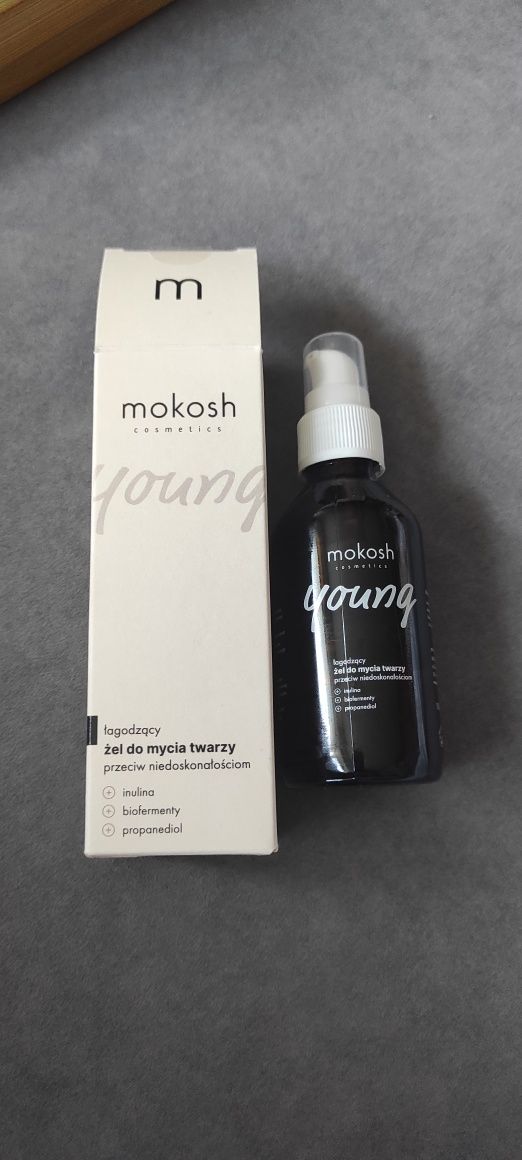 m
mokosh
cosmetics
young
łagodzący
żel do mycia twarzy
przeciw niedoskonałościom
inulina
biofermenty
propanediol
mokosh
cosmetics
young
łagodzący
żel do mycia twarzy
przeciw niedoskonałościom
inulina
biofermenty
propanediol